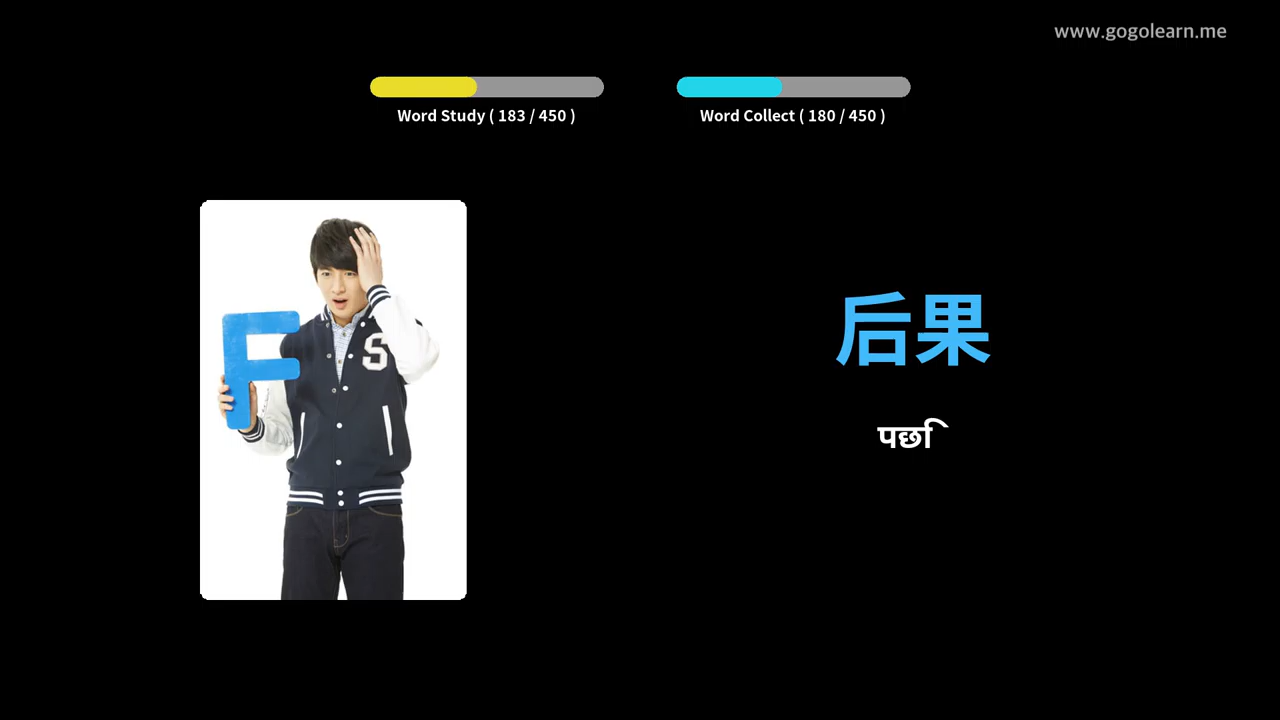 www.gogolearn.me
Word Study ( 183 / 450 )
Word Collect ( 180 / 450 )
F
S
后果
पछि